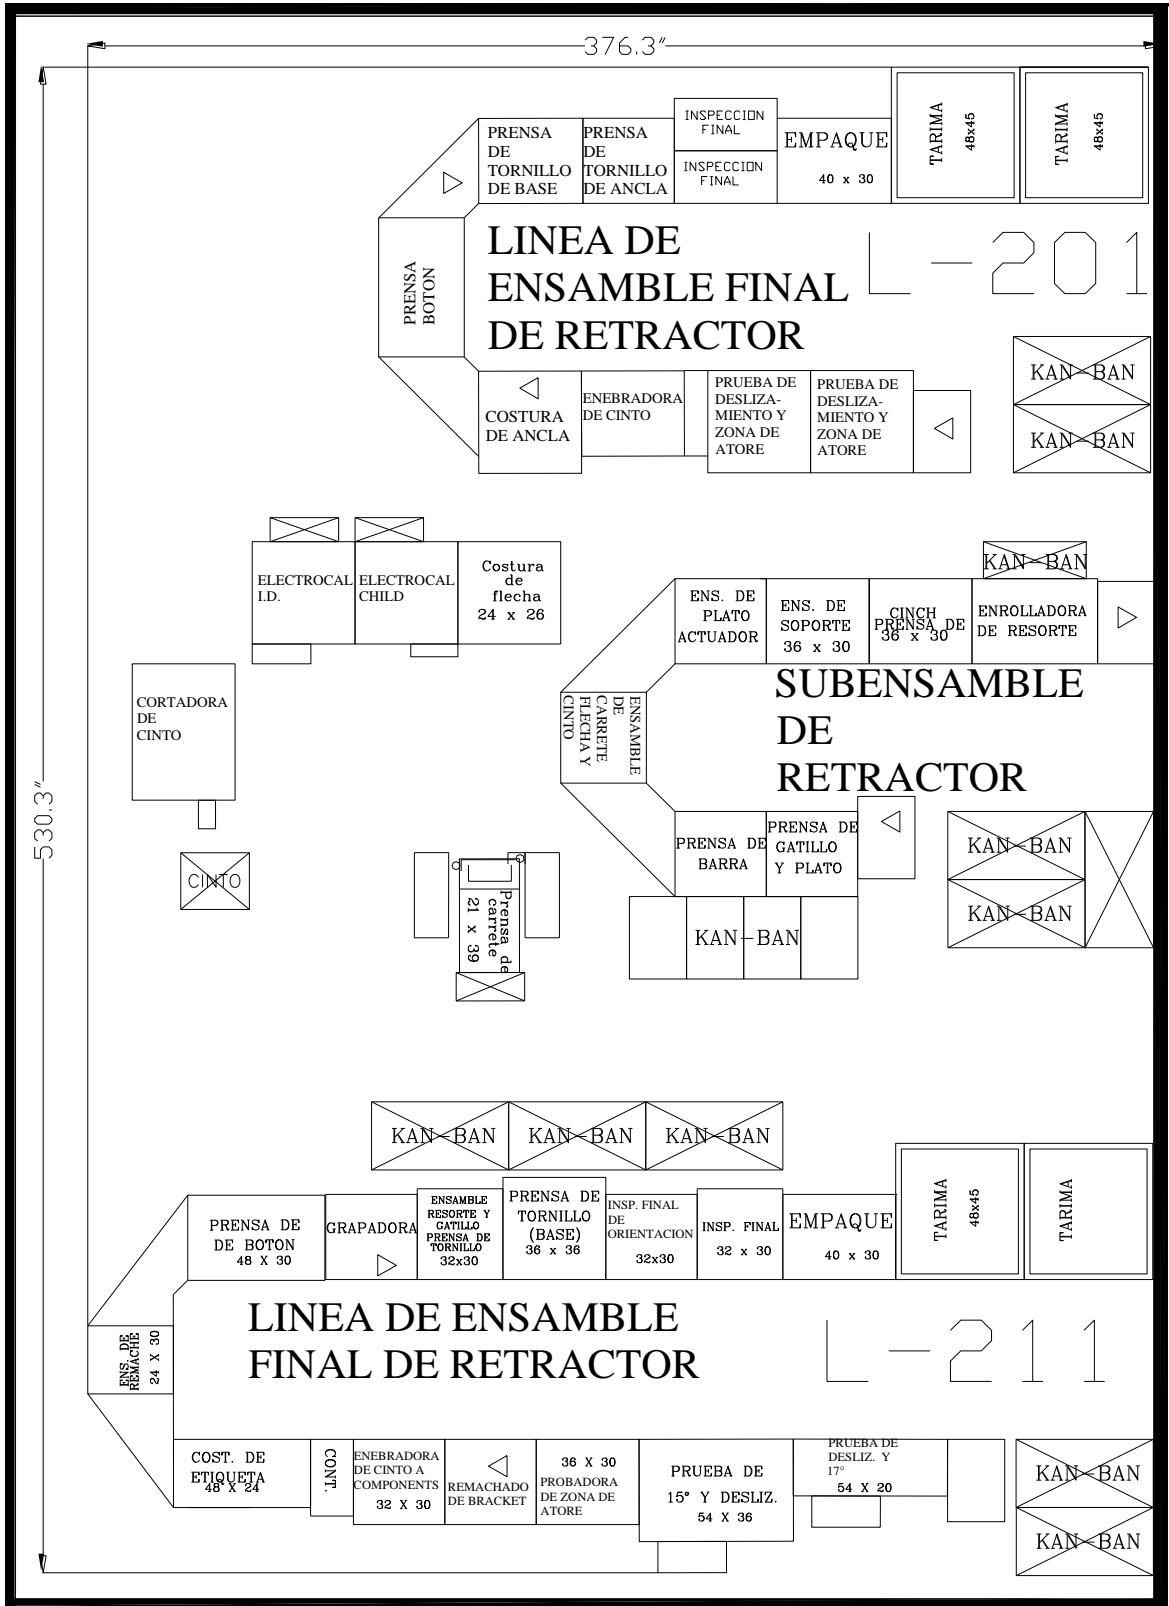 376.3"
530.3"
PRENSA
DE
TORNILLO
DE BASE
PRENSA
DE
TORNILLO
DE ANCLA
INSPECCION
FINAL
INSPECCION
FINAL
EMPAQUE
40 x 30
TARIMA
48x45
TARIMA
48x45
PRENSA
BOTON
LINEA DE
ENSAMBLE FINAL
DE RETRACTOR
L-201
KAN-BAN
KAN-BAN
COSTURA
DE ANCLA
ENEBRADORA
DE CINTO
PRUEBA DE
DESLIZA-
MIENTO Y
ZONA DE
ATORE
PRUEBA DE
DESLIZA-
MIENTO Y
ZONA DE
ATORE
ELECTROCAL
I.D.
ELECTROCAL
CHILD
Costura
de
flecha
24 x 26
KAN-BAN
ENS. DE
PLATO
ACTUADOR
ENS. DE
SOPORTE
36 x 30
CINCH
PRENSA DE
36 x 30
ENROLLADORA
DE RESORTE
CORTADORA
DE
CINTO
CINTO
ENSAMBLE
DE
CARRETE
FLECHA Y
CINTO
SUBENSAMBLE
DE
RETRACTOR
PRENSA DE
BARRA
PRENSA DE
GATILLO
Y PLATO
KAN-BAN
KAN-BAN
KAN-BAN
Prensa de
carrete
21 x 39
KAN-BAN
KAN-BAN
KAN-BAN
PRENSA DE
DE BOTON
48 X 30
GRAPADORA
ENSAMBLE
RESORTE Y
GATILLO
PRENSA DE
TORNILLO
32x30
PRENSA DE
TORNILLO
(BASE)
36 x 36
INSP. FINAL
DE
ORIENTACION
32x30
INSP. FINAL
32 x 30
EMPAQUE
40 x 30
TARIMA
48x45
TARIMA
ENS. DE
REMACHE
24 X 30
LINEA DE ENSAMBLE
FINAL DE RETRACTOR
L-211
COST. DE
ETIQUETA
48 X 24
CONT.
ENEBRADORA
DE CINTO A
COMPONENTS
32 X 30
REMACHADO
DE BRACKET
36 X 30
PROBADORA
DE ZONA DE
ATORE
PRUEBA DE
15° Y DESLIZ.
54 X 36
PRUEBA DE
DESLIZ. Y
17°
54 X 20
KAN-BAN
KAN-BAN